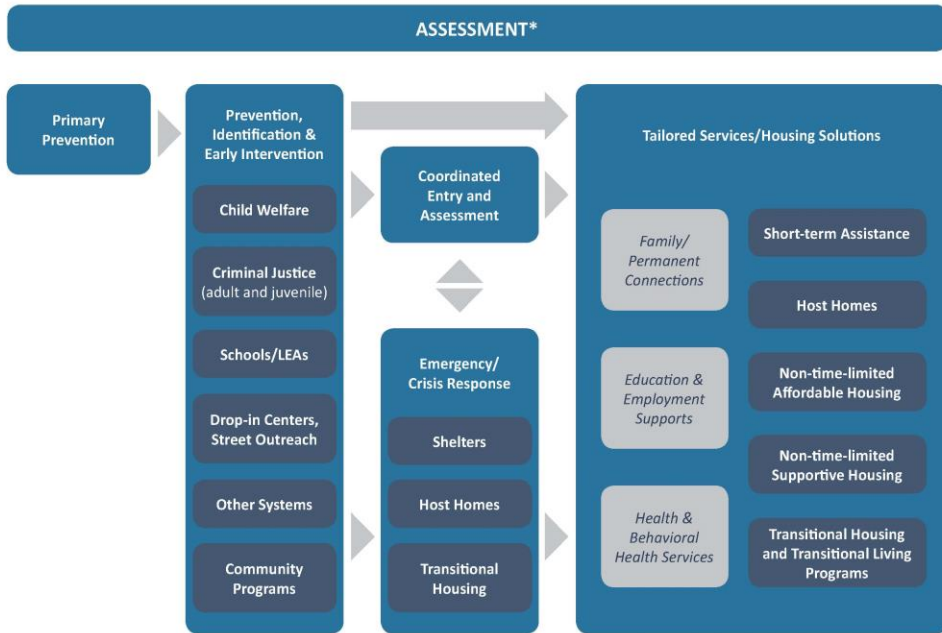 ASSESSMENT*
Primary
Prevention
Prevention,
Identification &
Early Intervention
Child Welfare
Criminal Justice
(adult and juvenile)
Schools/LEAs
Drop-in Centers,
Street Outreach
Other Systems
Community
Programs
Coordinated
Entry and
Assessment
Emergency/
Crisis Response
Shelters
Host Homes
Transitional
Housing
Tailored Services/Housing Solutions
Family/
Permanent
Connections
Education &
Employment
Supports
Health &
Behavioral
Health Services
Short-term Assistance
Host Homes
Non-time-limited
Affordable Housing
Non-time-limited
Supportive Housing
Transitional Housing
and Transitional Living
Programs